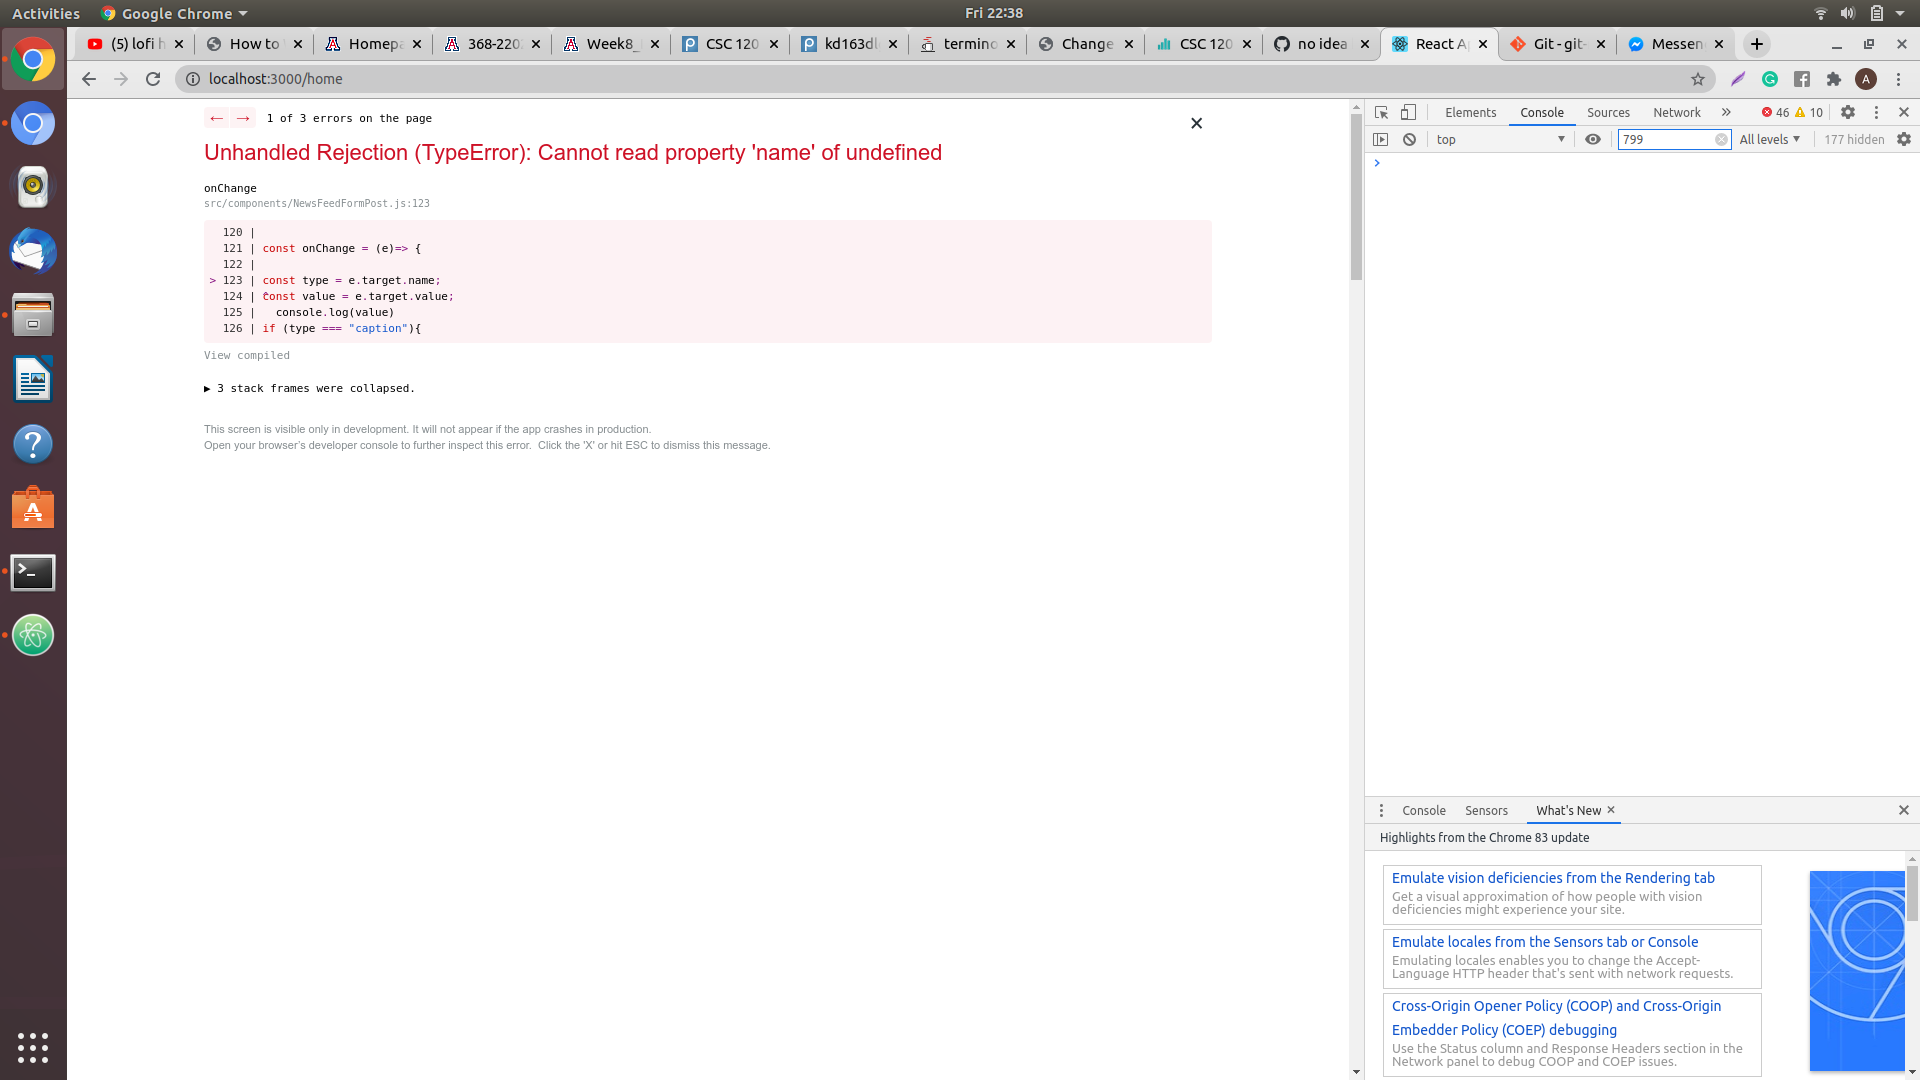 Activities Google Chrome Fri 22:38
(5) lofi h How to Homepa 368-220 Week8_ CSC 120 kd163dl termino Change CSC 120 no idea React A Git - git- Messen
localhost:3000/home A
1 of 3 errors on the page
Unhandled Rejection (TypeError): Cannot read property 'name' of undefined
onChange
src/components/NewsFeedFormPost.js:123
120 |
121 | const onChange = (e)=> {
122 |
> 123 | const type = e.target.name;
124 | const value = e.target.value;
125 |   console.log(value)
126 | if (type === "caption"){
View compiled
▶ 3 stack frames were collapsed.
This screen is visible only in development. It will not appear if the app crashes in production.
Open your browser's developer console to further inspect this error.  Click the 'X' or hit ESC to dismiss this message.
Elements Console Sources Network » 46 10
top 799 All levels 177 hidden
Console Sensors What's New
Highlights from the Chrome 83 update
Emulate vision deficiencies from the Rendering tab
Get a visual approximation of how people with vision
deficiencies might experience your site.
Emulate locales from the Sensors tab or Console
Emulating locales enables you to change the Accept-
Language HTTP header that's sent with network requests.
Cross-Origin Opener Policy (COOP) and Cross-Origin
Embedder Policy (COEP) debugging
Use the Status column and Response Headers section in the
Network panel to debug COOP and COEP issues.